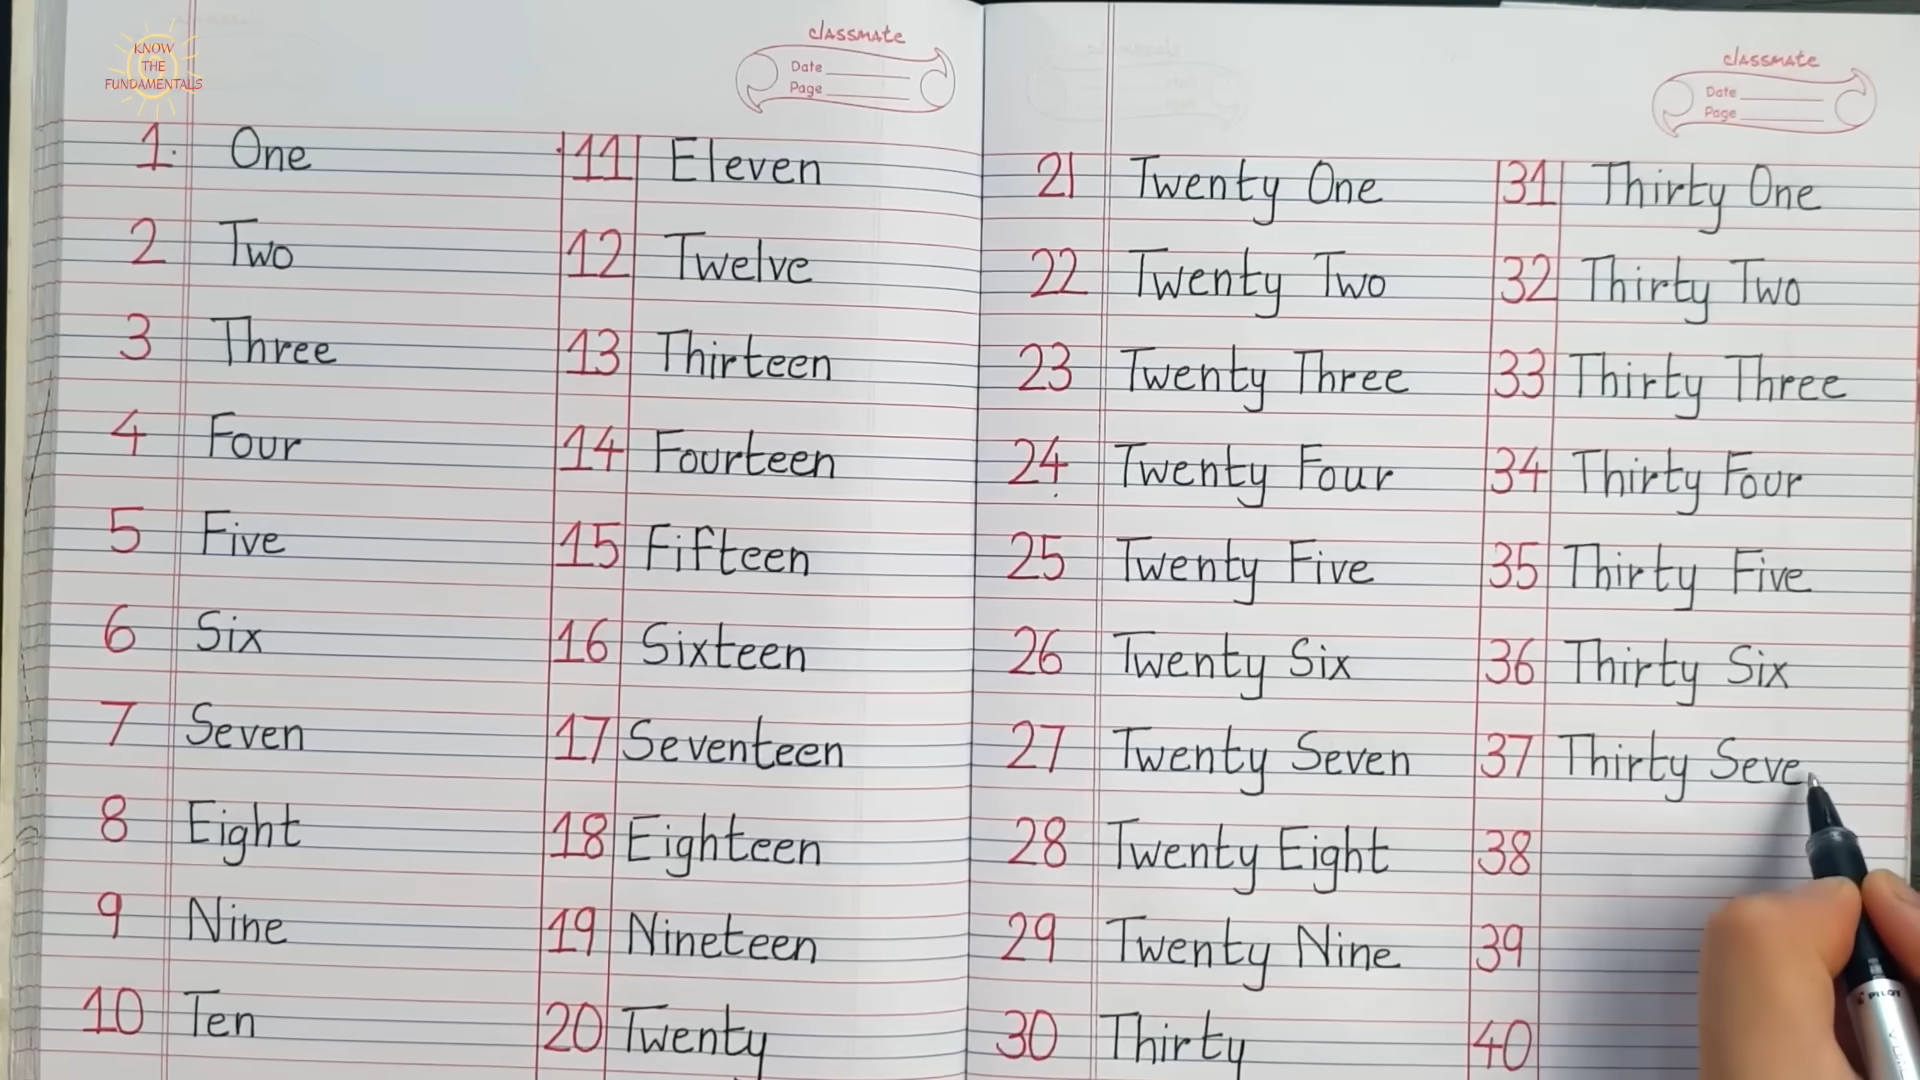 KNOW
THE
FUNDAMENTALS
classmate
Date
Page
1. One
2 Two
3 Three
4 Four
5 Five
6 Six
7 Seven
8 Eight
9 Nine
10 Ten
11 Eleven
12 Twelve
13 Thirteen
14 Fourteen
15 Fifteen
16 Sixteen
17 Seventeen
18 Eighteen
19 Nineteen
20 Twenty
classmate
Date
Page
21 Twenty One
22 Twenty Two
23 Twenty Three
24 Twenty Four
25 Twenty Five
26 Twenty Six
27 Twenty Seven
28 Twenty Eight
29 Twenty Nine
30 Thirty
31 Thirty One
32 Thirty Two
33 Thirty Three
34 Thirty Four
35 Thirty Five
36 Thirty Six
37 Thirty Seve
38
39
40
PILOT